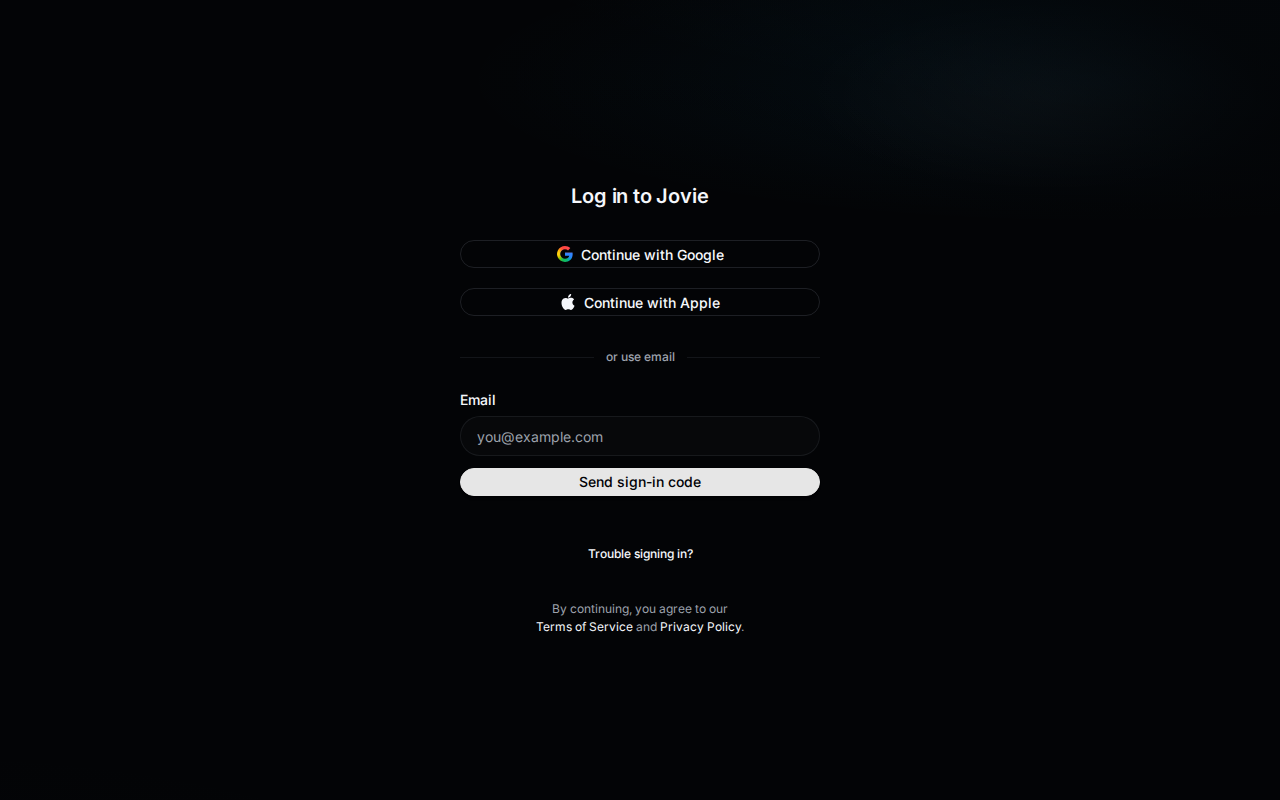 Log in to Jovie
Continue with Google
Continue with Apple
or use email
Email
you@example.com
Send sign-in code
Trouble signing in?
By continuing, you agree to our
Terms of Service and Privacy Policy.